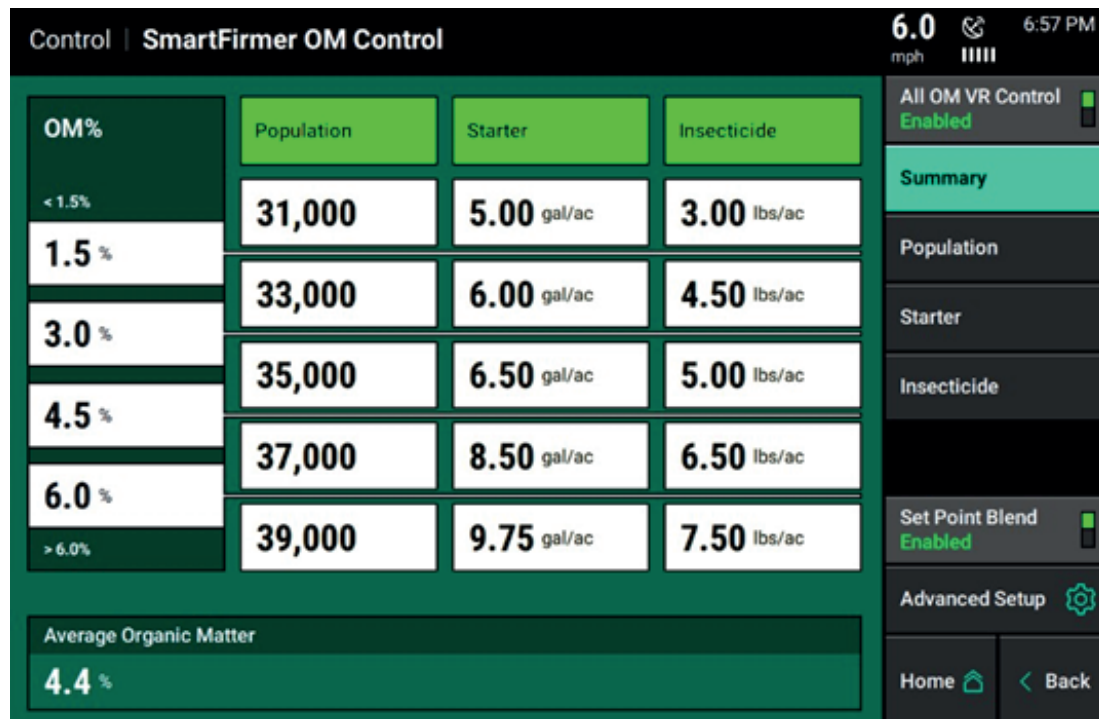 Control | SmartFirmer OM Control
6.0 mph
6:57 PM
OM%
Population Starter Insecticide
< 1.5%
31,000 5.00 gal/ac 3.00 lbs/ac
1.5 %
33,000 6.00 gal/ac 4.50 lbs/ac
3.0 %
35,000 6.50 gal/ac 5.00 lbs/ac
4.5 %
37,000 8.50 gal/ac 6.50 lbs/ac
6.0 %
39,000 9.75 gal/ac 7.50 lbs/ac
> 6.0%
Average Organic Matter
4.4 %
All OM VR Control
Enabled
Summary
Population
Starter
Insecticide
Set Point Blend
Enabled
Advanced Setup
Home < Back